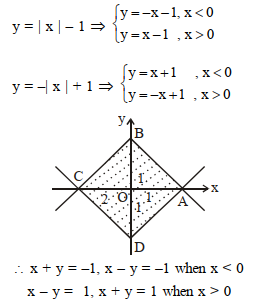 y = | x | − 1 ⇒ { y = −x − 1, x < 0
y = x − 1 , x > 0
y = −| x | + 1 ⇒ { y = x + 1 , x < 0
y = −x + 1 , x > 0
y
B
C 1 x
2 O 1 A
1
D
∴ x + y = −1, x − y = −1 when x < 0
x − y = 1, x + y = 1 when x > 0